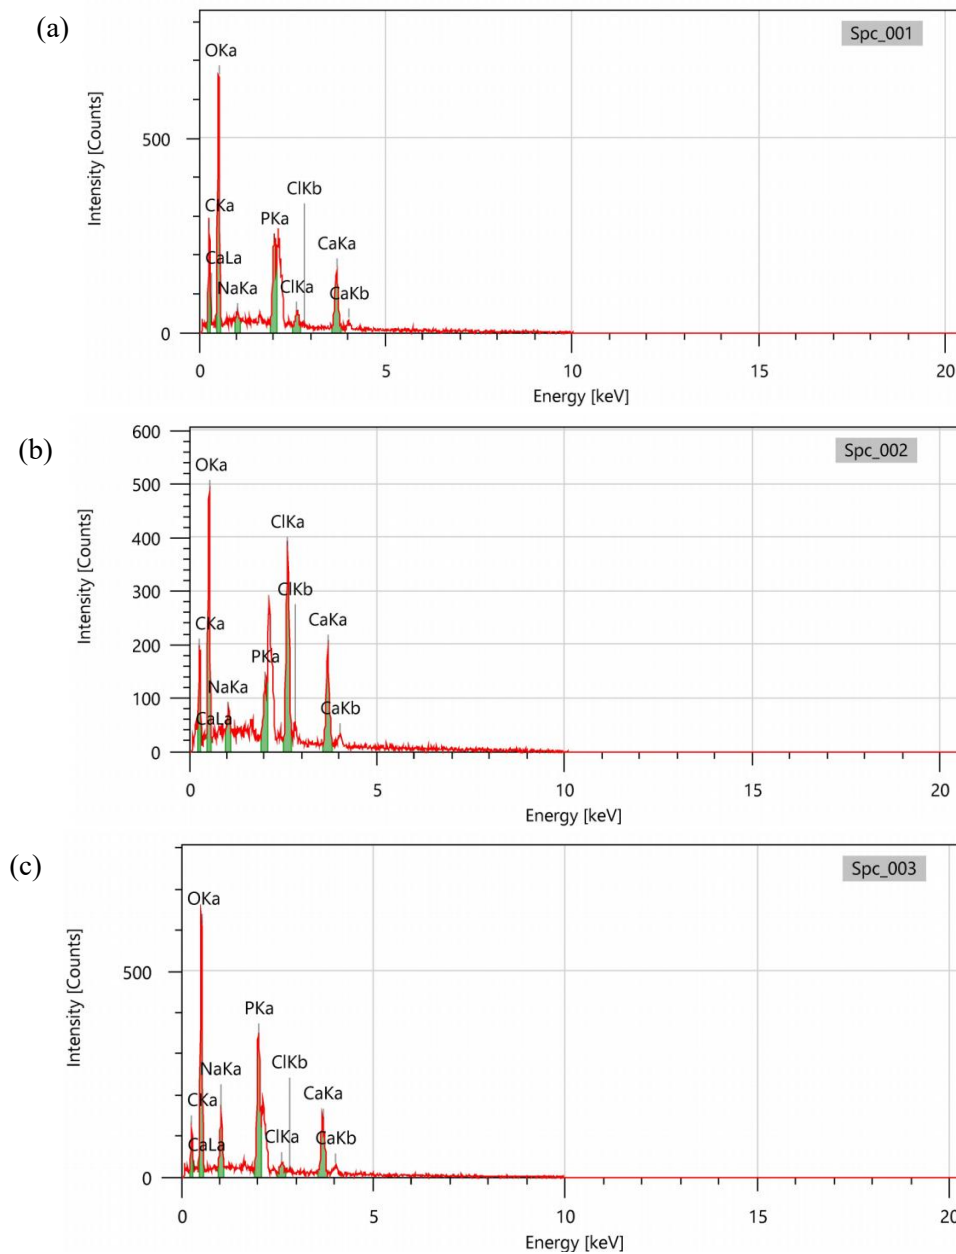 (a)
Spc_001
OKa
500
ClKb
CKa
PKa
CaKa
CaLa
NaKa
ClKa
CaKb
0
0 5 10 15 20
Energy [keV]
Intensity [Counts]
(b)
600
Spc_002
OKa
500
ClKa
400
ClKb
300
CKa
CaKa
200
PKa
NaKa
100
CaLa
CaKb
0
0 5 10 15 20
Energy [keV]
Intensity [Counts]
(c)
Spc_003
OKa
500
PKa
NaKa
ClKb
CKa
CaKa
CaLa
ClKa
CaKb
0
0 5 10 15 20
Energy [keV]
Intensity [Counts]